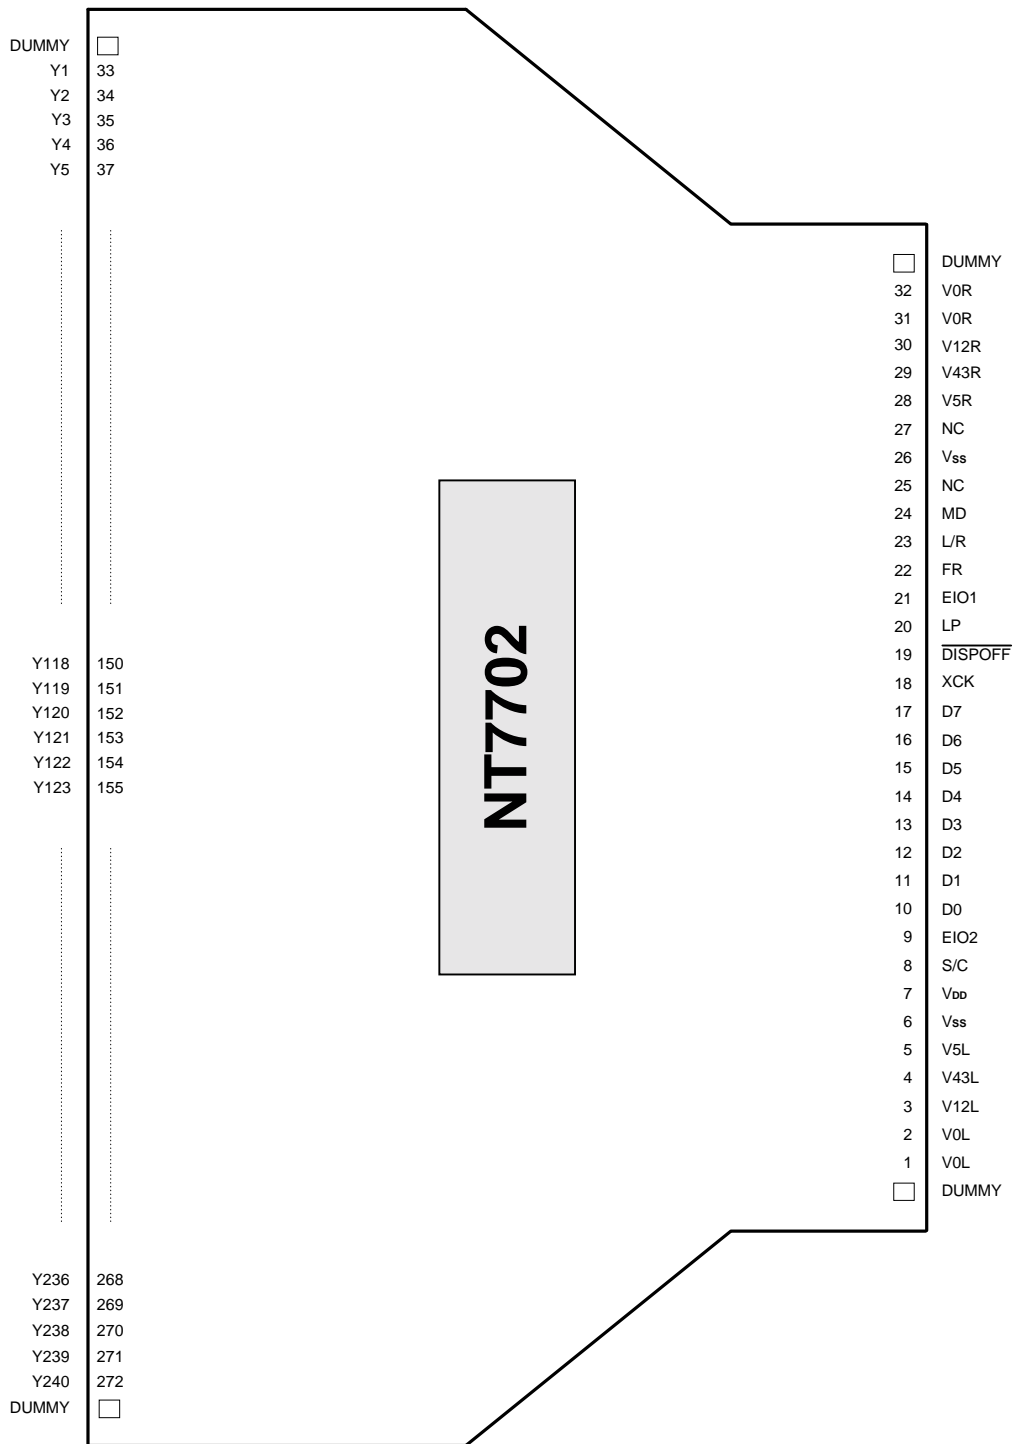 DUMMY
Y1 33
Y2 34
Y3 35
Y4 36
Y5 37
Y118 150
Y119 151
Y120 152
Y121 153
Y122 154
Y123 155
Y236 268
Y237 269
Y238 270
Y239 271
Y240 272
DUMMY
NT7702
DUMMY
32 V0R
31 V0R
30 V12R
29 V43R
28 V5R
27 NC
26 Vss
25 NC
24 MD
23 L/R
22 FR
21 EIO1
20 LP
19 DISPOFF
18 XCK
17 D7
16 D6
15 D5
14 D4
13 D3
12 D2
11 D1
10 D0
9 EIO2
8 S/C
7 VDD
6 Vss
5 V5L
4 V43L
3 V12L
2 V0L
1 V0L
DUMMY